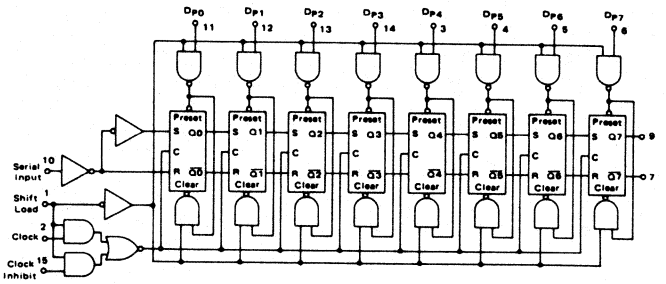 DP0 DP1 DP2 DP3 DP4 DP5 DP6 DP7
11 12 13 14 3 4 5 6
Preset Preset Preset Preset Preset Preset Preset Preset
S Q0 S Q1 S Q2 S Q3 S Q4 S Q5 S Q6 S Q7 9
C C C C C C C C
Serial Input 10
R Q0 R Q1 R Q2 R Q3 R Q4 R Q5 R Q6 R Q7 7
Clear Clear Clear Clear Clear Clear Clear Clear
Shift Load 1
Clock 2
Clock Inhibit 15